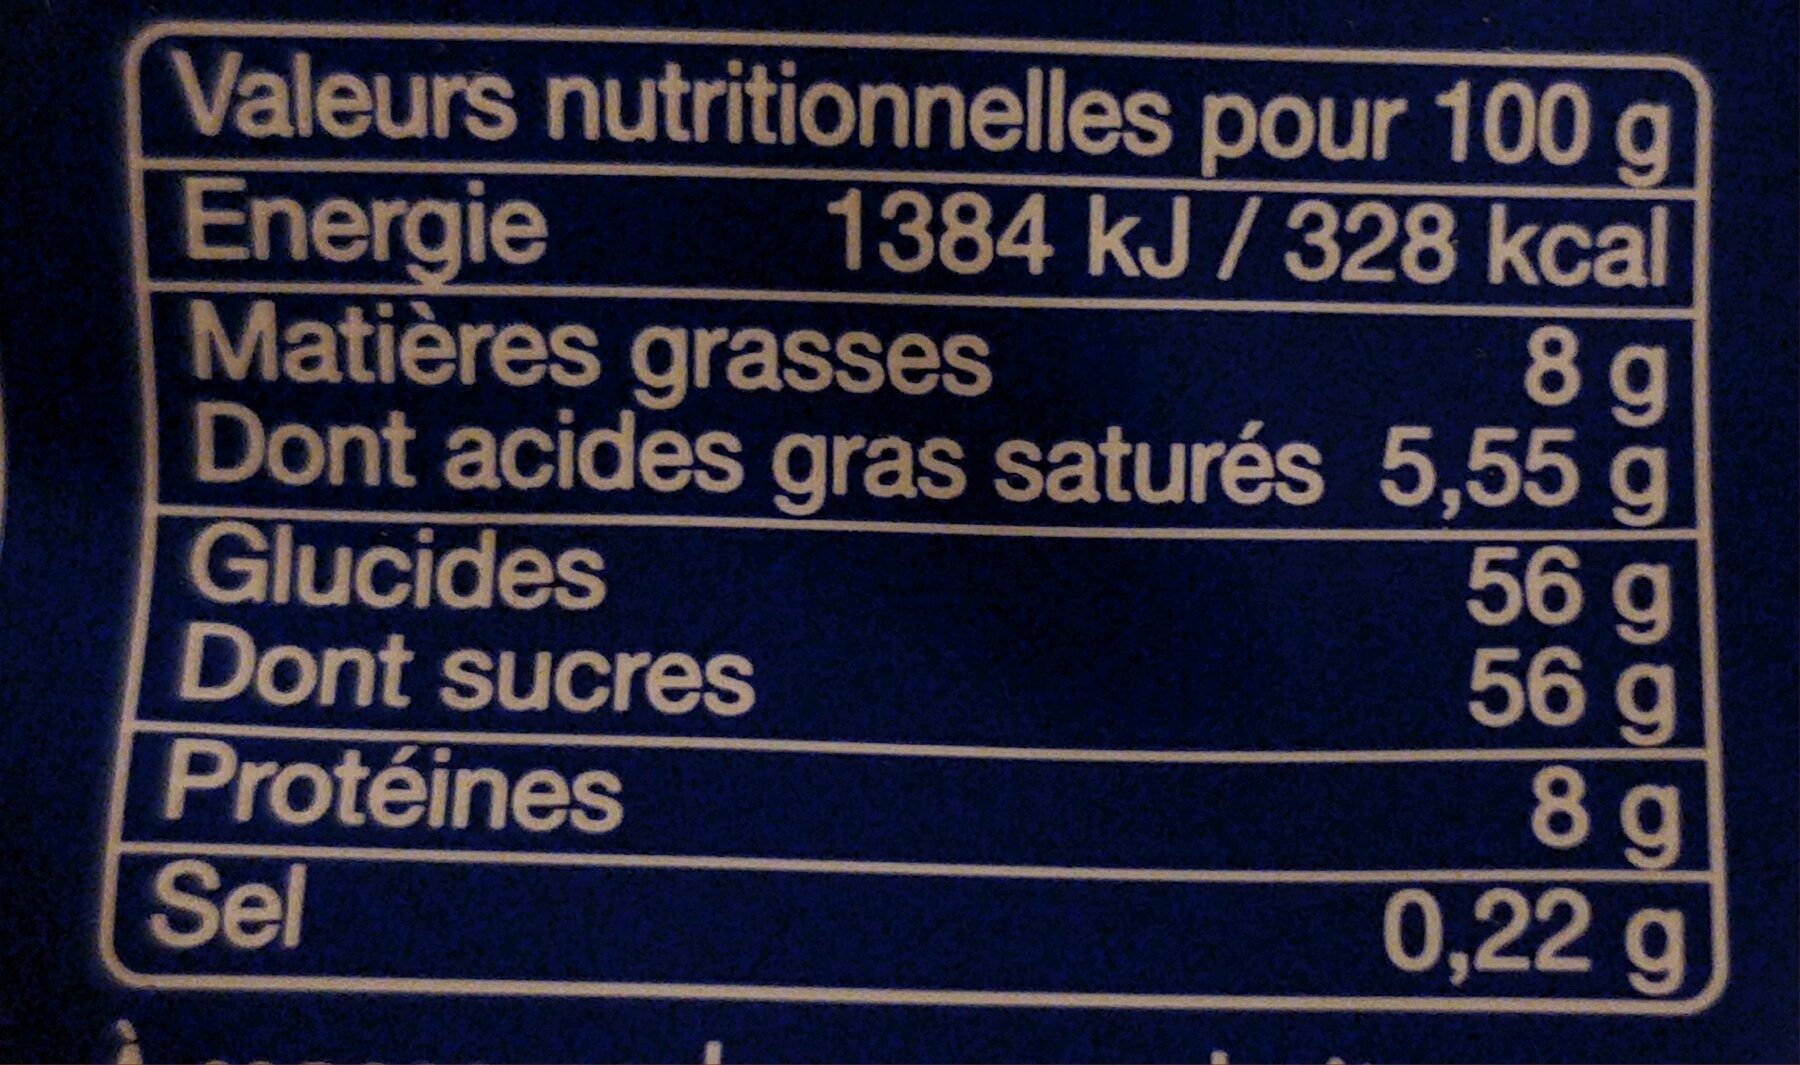 Valeurs nutritionnelles pour 100 g
Energie 1384 kJ / 328 kcal
Matières grasses 8 g
Dont acides gras saturés 5,55 g
Glucides 56 g
Dont sucres 56 g
Protéines 8 g
Sel 0,22 g